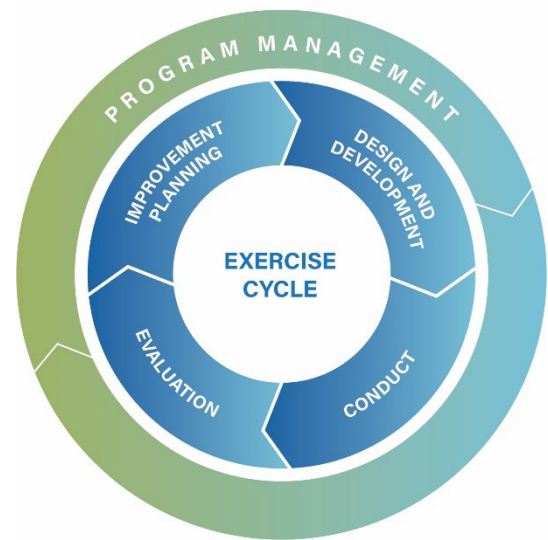 PROGRAM MANAGEMENT
IMPROVEMENT
PLANNING
DESIGN AND
DEVELOPMENT
EXERCISE
CYCLE
EVALUATION
CONDUCT